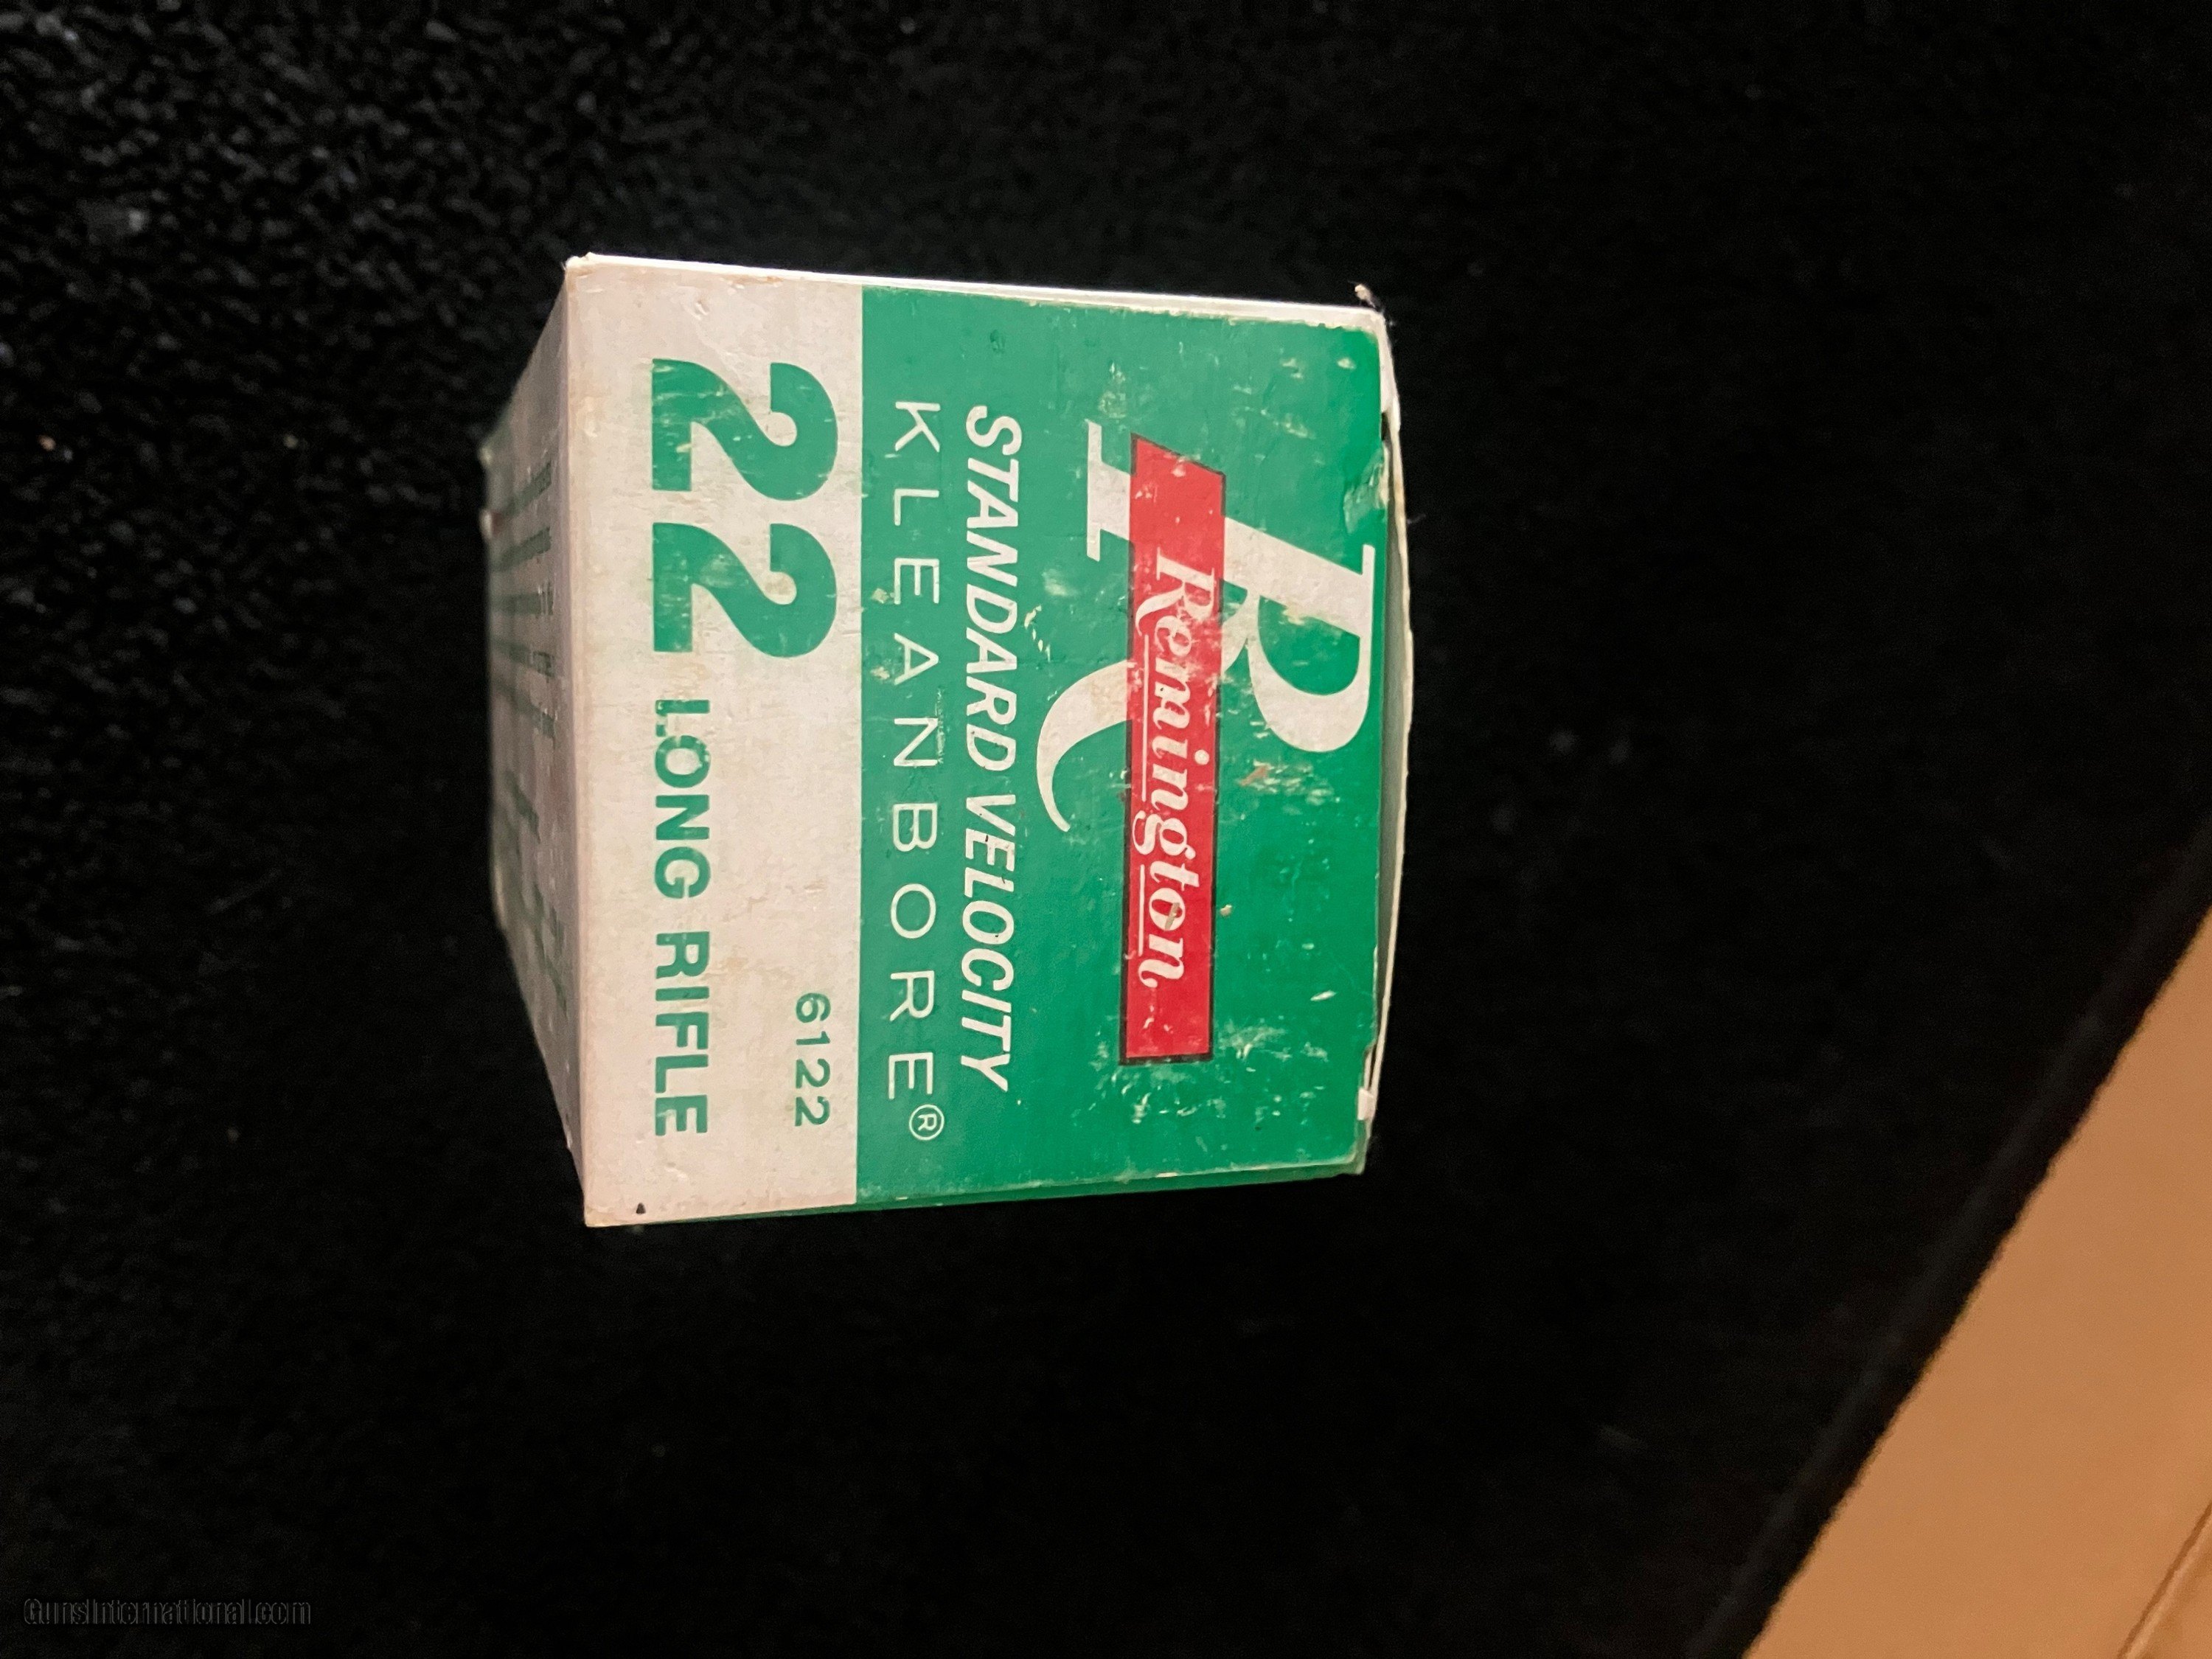 R
Remington
STANDARD VELOCITY
KLEANBORE®
6122
22 LONG RIFLE
GunsInternational.com